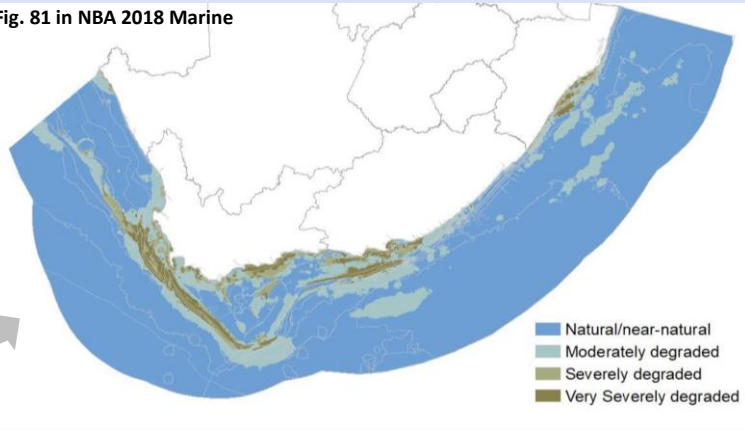 Fig. 81 in NBA 2018 Marine
Natural/near-natural
Moderately degraded
Severely degraded
Very Severely degraded